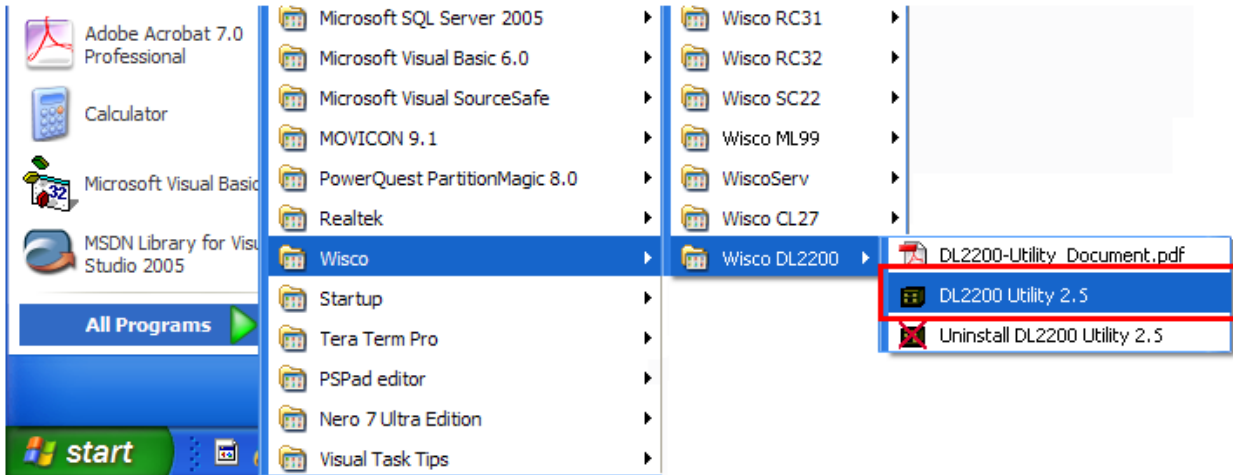 Adobe Acrobat 7.0
Professional
Calculator
Microsoft Visual Basic
MSDN Library for Visu
Studio 2005
All Programs
start
Microsoft SQL Server 2005
Microsoft Visual Basic 6.0
Microsoft Visual SourceSafe
MOVICON 9.1
PowerQuest PartitionMagic 8.0
Realtek
Wisco
Startup
Tera Term Pro
PSPad editor
Nero 7 Ultra Edition
Visual Task Tips
Wisco RC31
Wisco RC32
Wisco SC22
Wisco ML99
WiscoServ
Wisco CL27
Wisco DL2200
DL2200-Utility_Document.pdf
DL2200 Utility 2.5
Uninstall DL2200 Utility 2.5